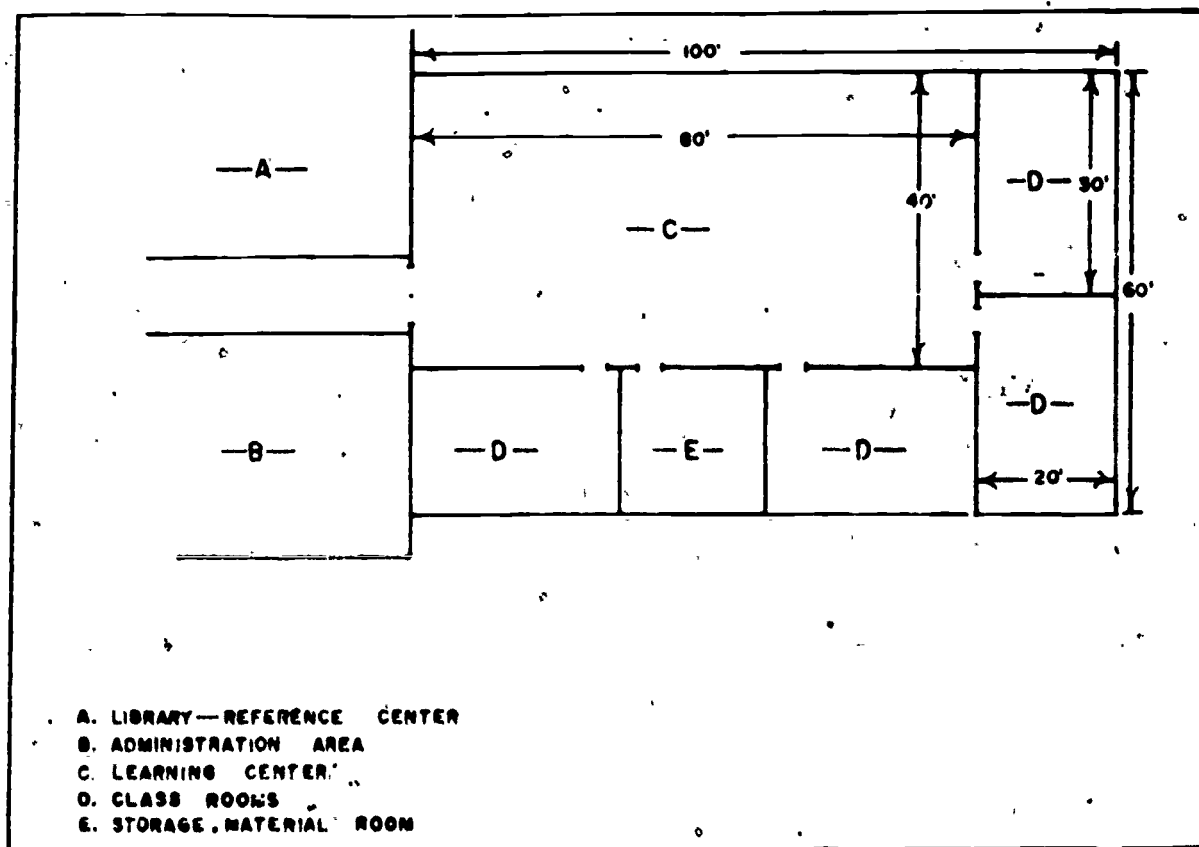 100'
80'
—A—
—D—
30'
40'
—C—
60'
—D—
—B—
—D—
—E—
—D—
20'
A. LIBRARY—REFERENCE CENTER
B. ADMINISTRATION AREA
C. LEARNING CENTER
D. CLASS ROOMS
E. STORAGE, MATERIAL ROOM